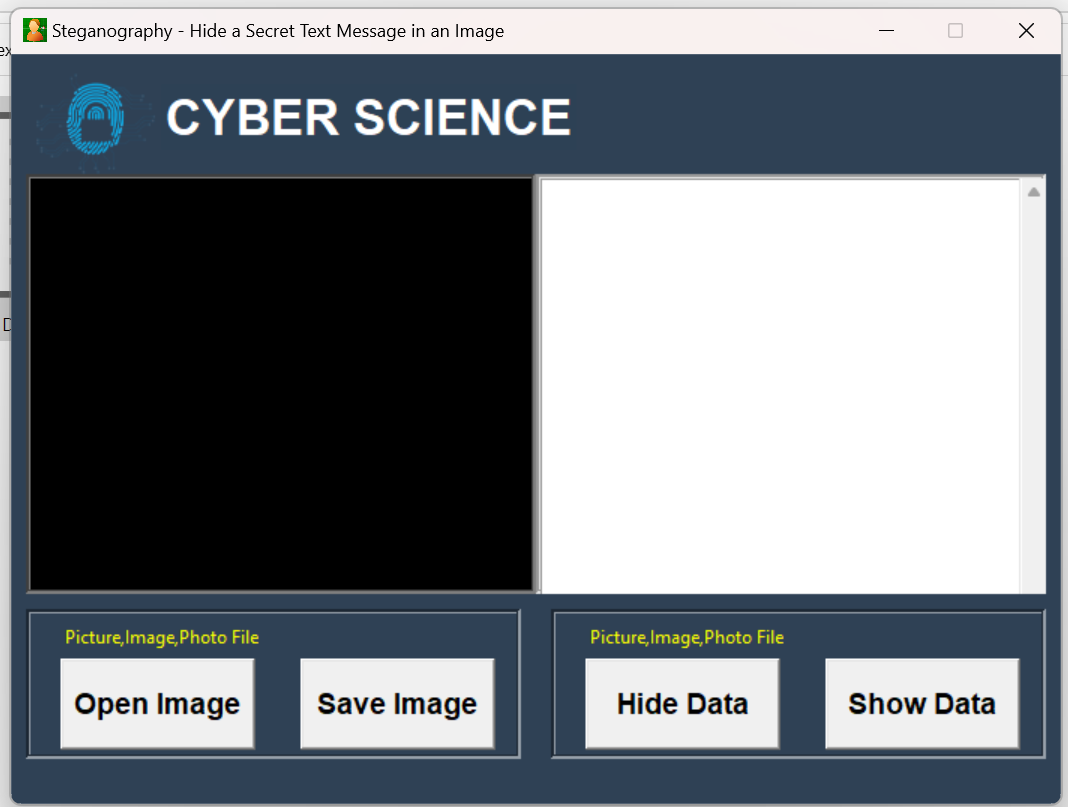 Steganography - Hide a Secret Text Message in an Image
ex
CYBER SCIENCE
D
Picture,Image,Photo File
Open Image
Save Image
Picture,Image,Photo File
Hide Data
Show Data